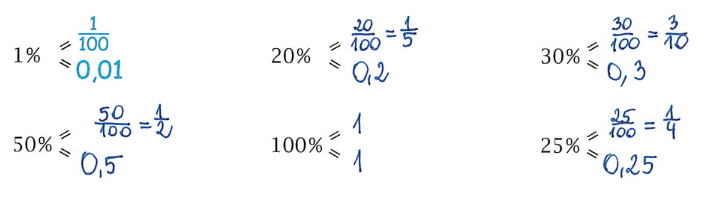 1% = 1/100
= 0,01
20% = 20/100 = 1/5
= 0,2
30% = 30/100 = 3/10
= 0,3
50% = 50/100 = 1/2
= 0,5
100% = 1
= 1
25% = 25/100 = 1/4
= 0,25